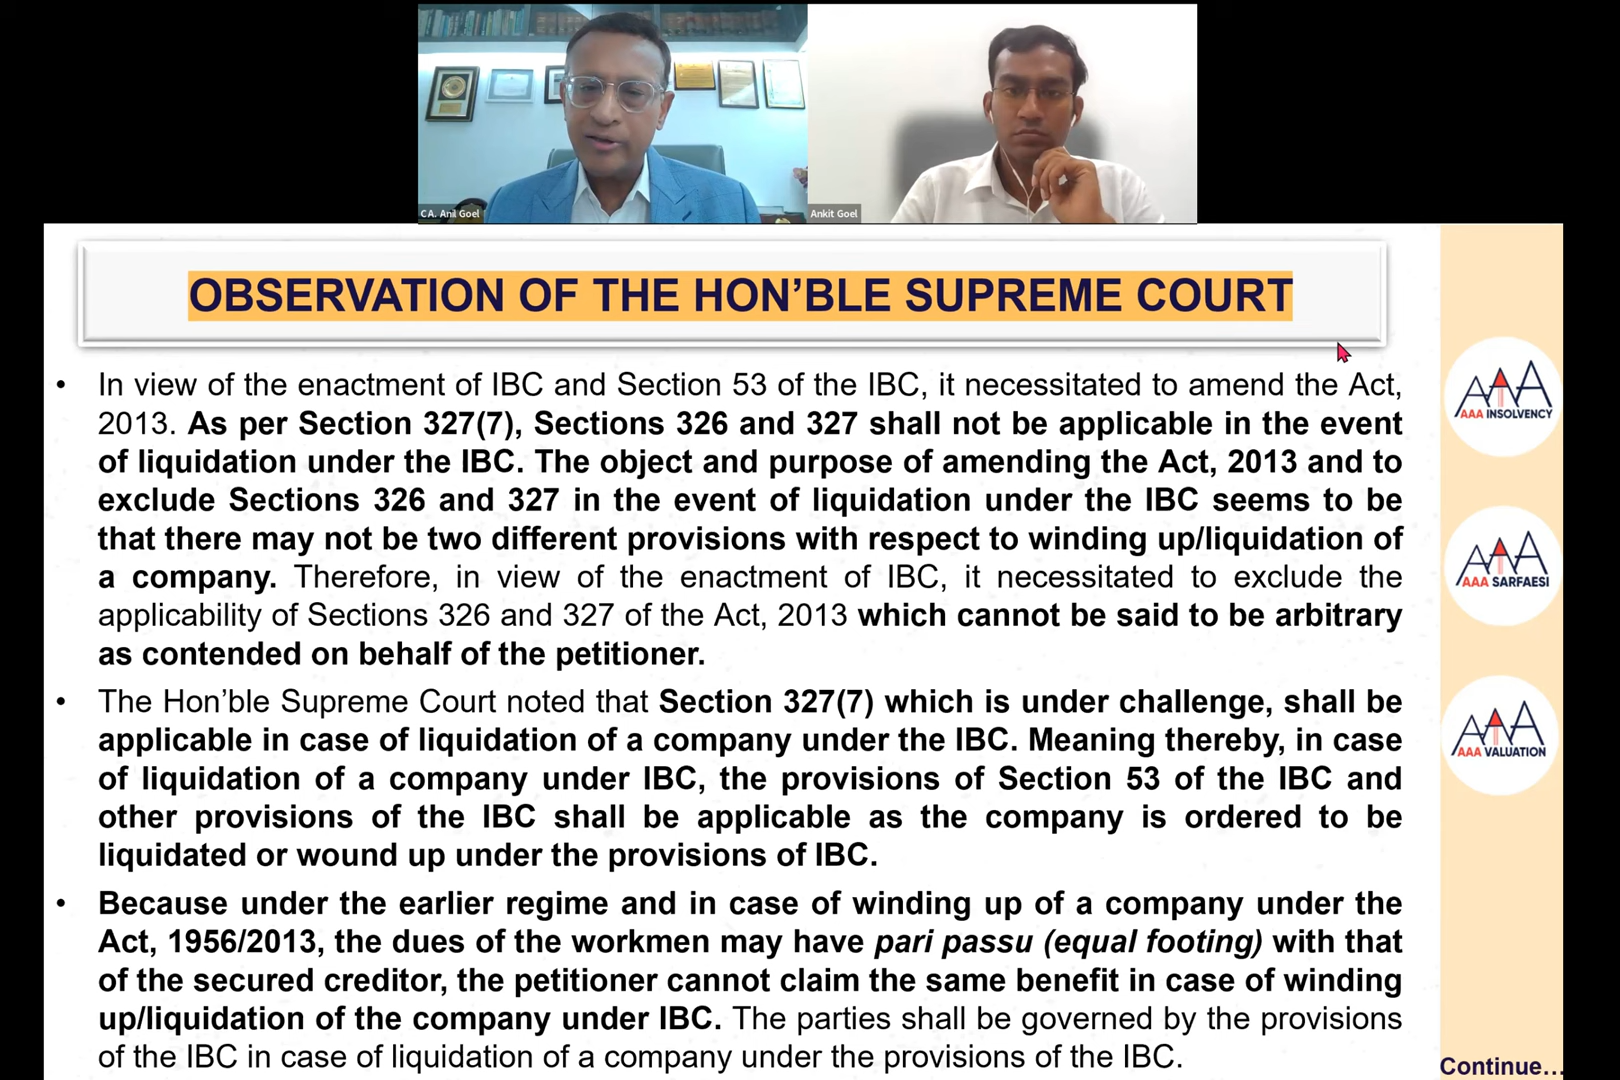 CA. Anil Goel
Ankit Goel
OBSERVATION OF THE HON’BLE SUPREME COURT
• In view of the enactment of IBC and Section 53 of the IBC, it necessitated to amend the Act,
2013. As per Section 327(7), Sections 326 and 327 shall not be applicable in the event
of liquidation under the IBC. The object and purpose of amending the Act, 2013 and to
exclude Sections 326 and 327 in the event of liquidation under the IBC seems to be
that there may not be two different provisions with respect to winding up/liquidation of
a company. Therefore, in view of the enactment of IBC, it necessitated to exclude the
applicability of Sections 326 and 327 of the Act, 2013 which cannot be said to be arbitrary
as contended on behalf of the petitioner.
• The Hon’ble Supreme Court noted that Section 327(7) which is under challenge, shall be
applicable in case of liquidation of a company under the IBC. Meaning thereby, in case
of liquidation of a company under IBC, the provisions of Section 53 of the IBC and
other provisions of the IBC shall be applicable as the company is ordered to be
liquidated or wound up under the provisions of IBC.
• Because under the earlier regime and in case of winding up of a company under the
Act, 1956/2013, the dues of the workmen may have pari passu (equal footing) with that
of the secured creditor, the petitioner cannot claim the same benefit in case of winding
up/liquidation of the company under IBC. The parties shall be governed by the provisions
of the IBC in case of liquidation of a company under the provisions of the IBC.
AAA
AAA INSOLVENCY
AAA
AAA SARFAESI
AAA
AAA VALUATION
Continue...